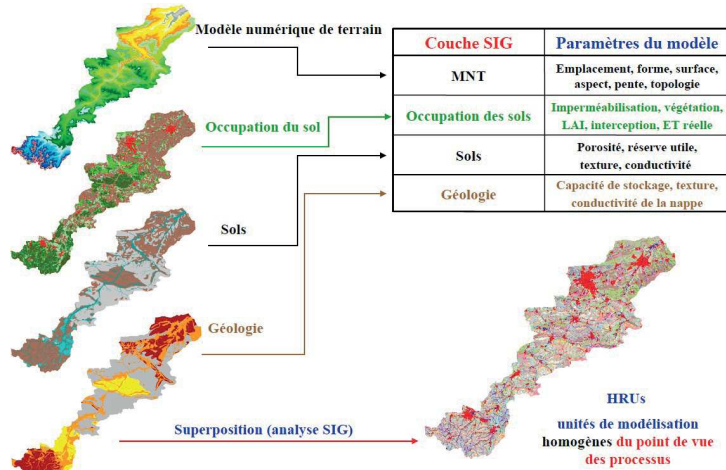 Modèle numérique de terrain
Couche SIG
Paramètres du modèle
MNT
Emplacement, forme, surface,
aspect, pente, topologie
Occupation du sol
Occupation des sols
Imperméabilisation, végétation,
LAI, interception, ET réelle
Sols
Porosité, réserve utile,
texture, conductivité
Géologie
Capacité de stockage, texture,
conductivité de la nappe
Sols
Géologie
Superposition (analyse SIG)
HRUs
unités de modélisation
homogènes du point de vue
des processus